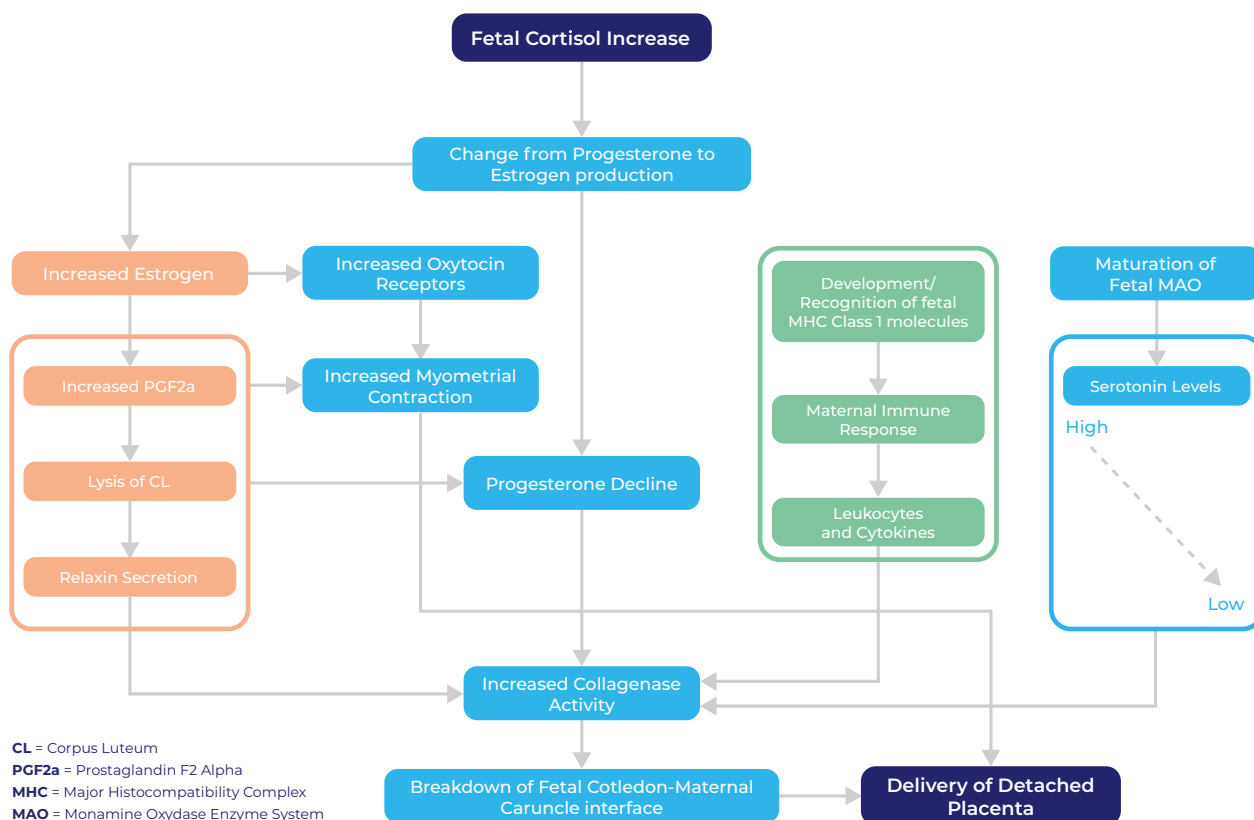 Fetal Cortisol Increase
Change from Progesterone to
Estrogen production
Increased Estrogen
Increased Oxytocin
Receptors
Development/
Recognition of fetal
MHC Class 1 molecules
Maturation of
Fetal MAO
Increased PGF2a
Increased Myometrial
Contraction
Serotonin Levels
Maternal Immune
Response
High
Lysis of CL
Progesterone Decline
Leukocytes
and Cytokines
Relaxin Secretion
Low
Increased Collagenase
Activity
CL = Corpus Luteum
PGF2a = Prostaglandin F2 Alpha
MHC = Major Histocompatibility Complex
MAO = Monamine Oxydase Enzyme System
Breakdown of Fetal Cotledon-Maternal
Caruncle interface
Delivery of Detached
Placenta